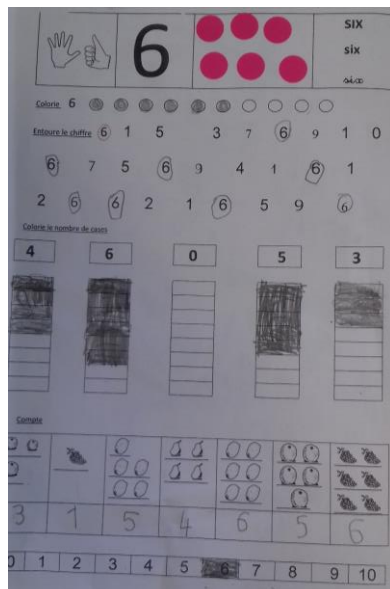 6
SIX
six
six
Colorie 6
Entoure le chiffre 6 1 5 3 7 6 9 1 0
6 7 5 6 9 4 1 6 1
2 6 6 2 1 6 5 9 6
Colorie le nombre de cases
4 6 0 5 3
Compte
3 1 5 4 6 5 6
0 1 2 3 4 5 6 7 8 9 10